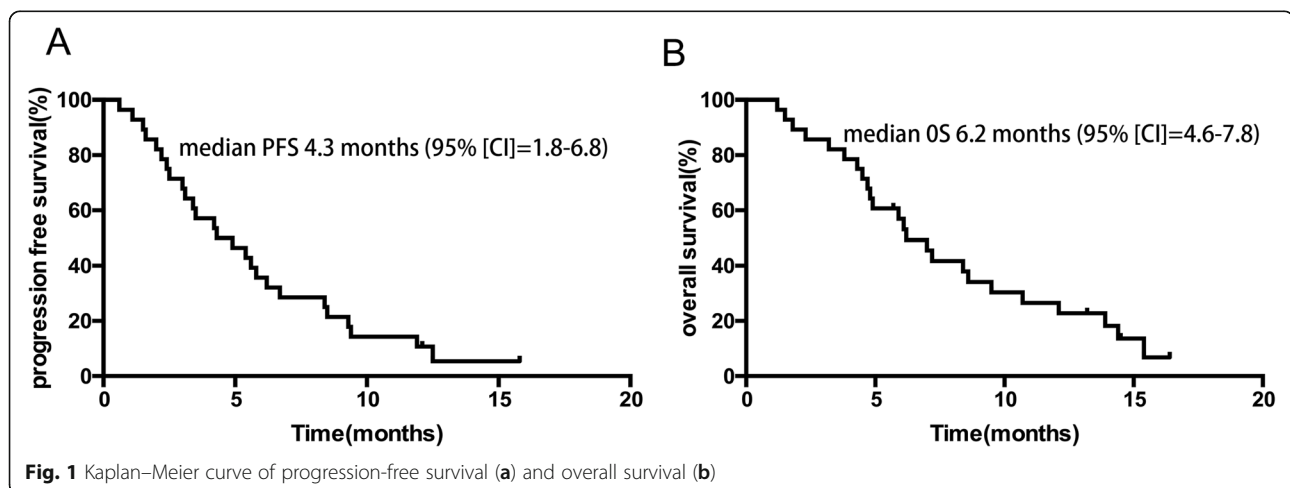 A
progression free survival(%)
100
80
60
40
20
0
median PFS 4.3 months (95% [CI]=1.8-6.8)
0 5 10 15 20
Time(months)
B
overall survival(%)
100
80
60
40
20
0
median 0S 6.2 months (95% [CI]=4.6-7.8)
0 5 10 15 20
Time(months)
Fig. 1 Kaplan–Meier curve of progression-free survival (a) and overall survival (b)